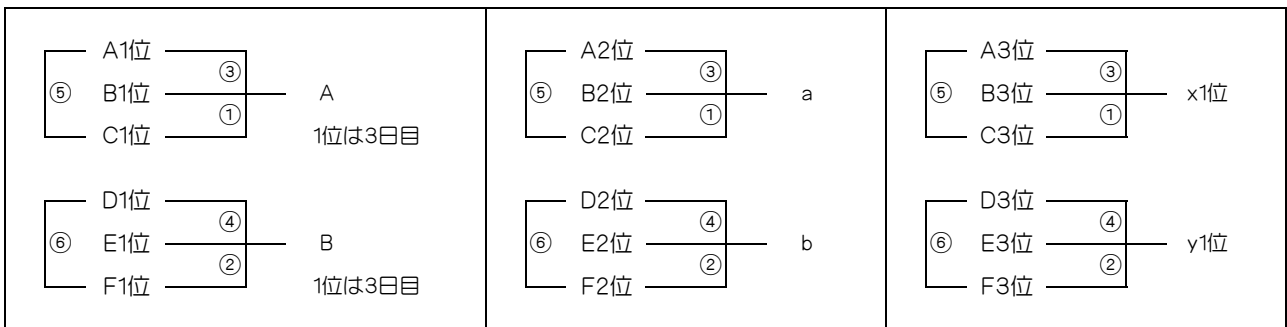 A1位
③
⑤ B1位 A
①
C1位 1位は3日目
D1位
④
⑥ E1位 B
②
F1位 1位は3日目
A2位
③
⑤ B2位 a
①
C2位
D2位
④
⑥ E2位 b
②
F2位
A3位
③
⑤ B3位 x1位
①
C3位
D3位
④
⑥ E3位 y1位
②
F3位